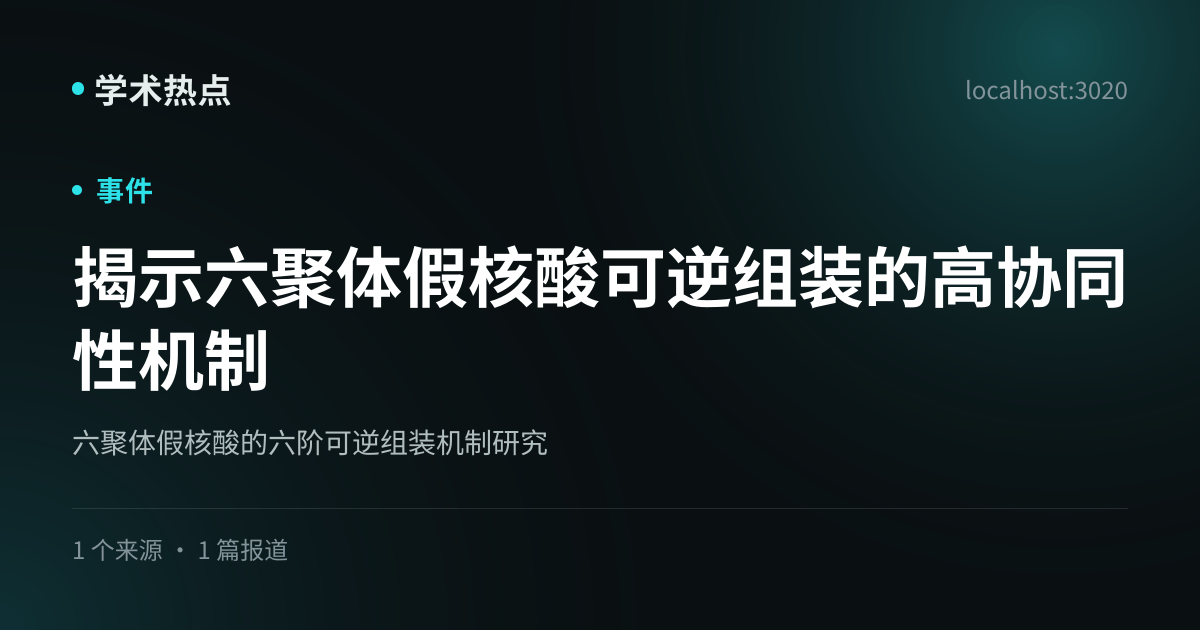 学术热点
localhost:3020
事件
揭示六聚体假核酸可逆组装的高协同
性机制
六聚体假核酸的六阶可逆组装机制研究
1 个来源 · 1 篇报道